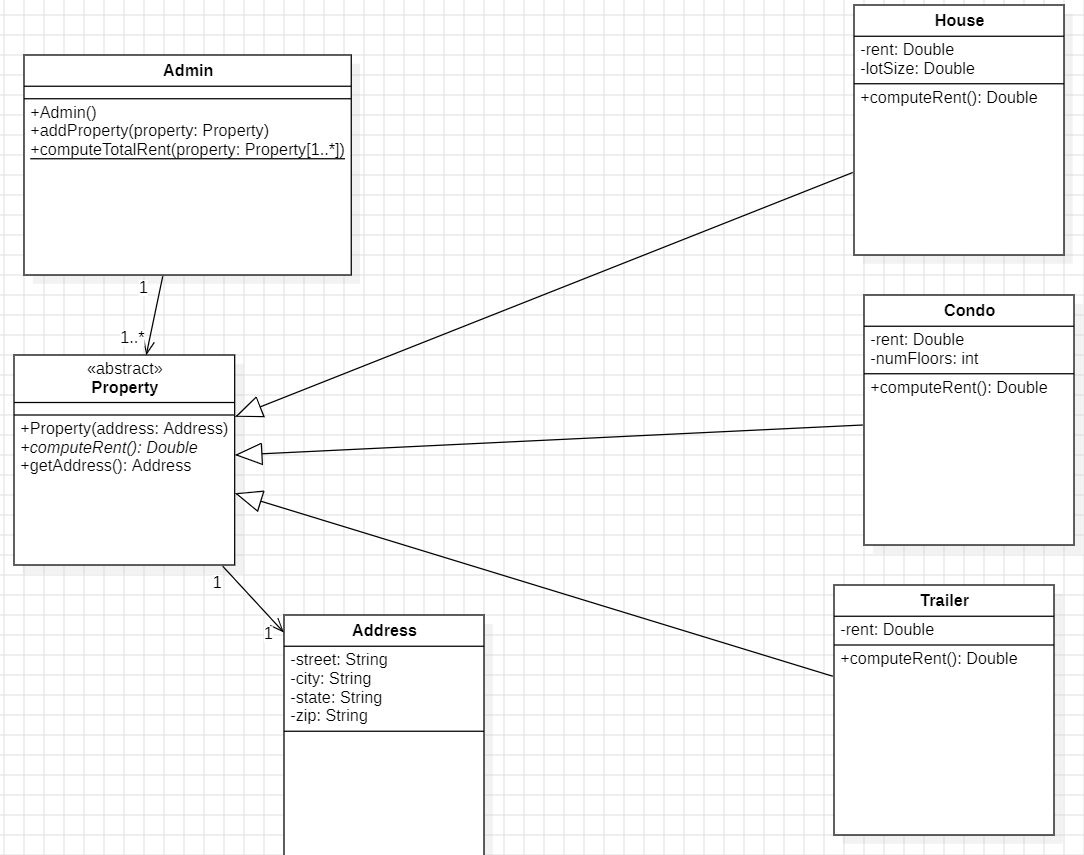 Admin
+Admin()
+addProperty(property: Property)
+computeTotalRent(property: Property[1..*])
1
1..*
«abstract»
Property
+Property(address: Address)
+computeRent(): Double
+getAddress(): Address
1
1
Address
-street: String
-city: String
-state: String
-zip: String
House
-rent: Double
-lotSize: Double
+computeRent(): Double
Condo
-rent: Double
-numFloors: int
+computeRent(): Double
Trailer
-rent: Double
+computeRent(): Double